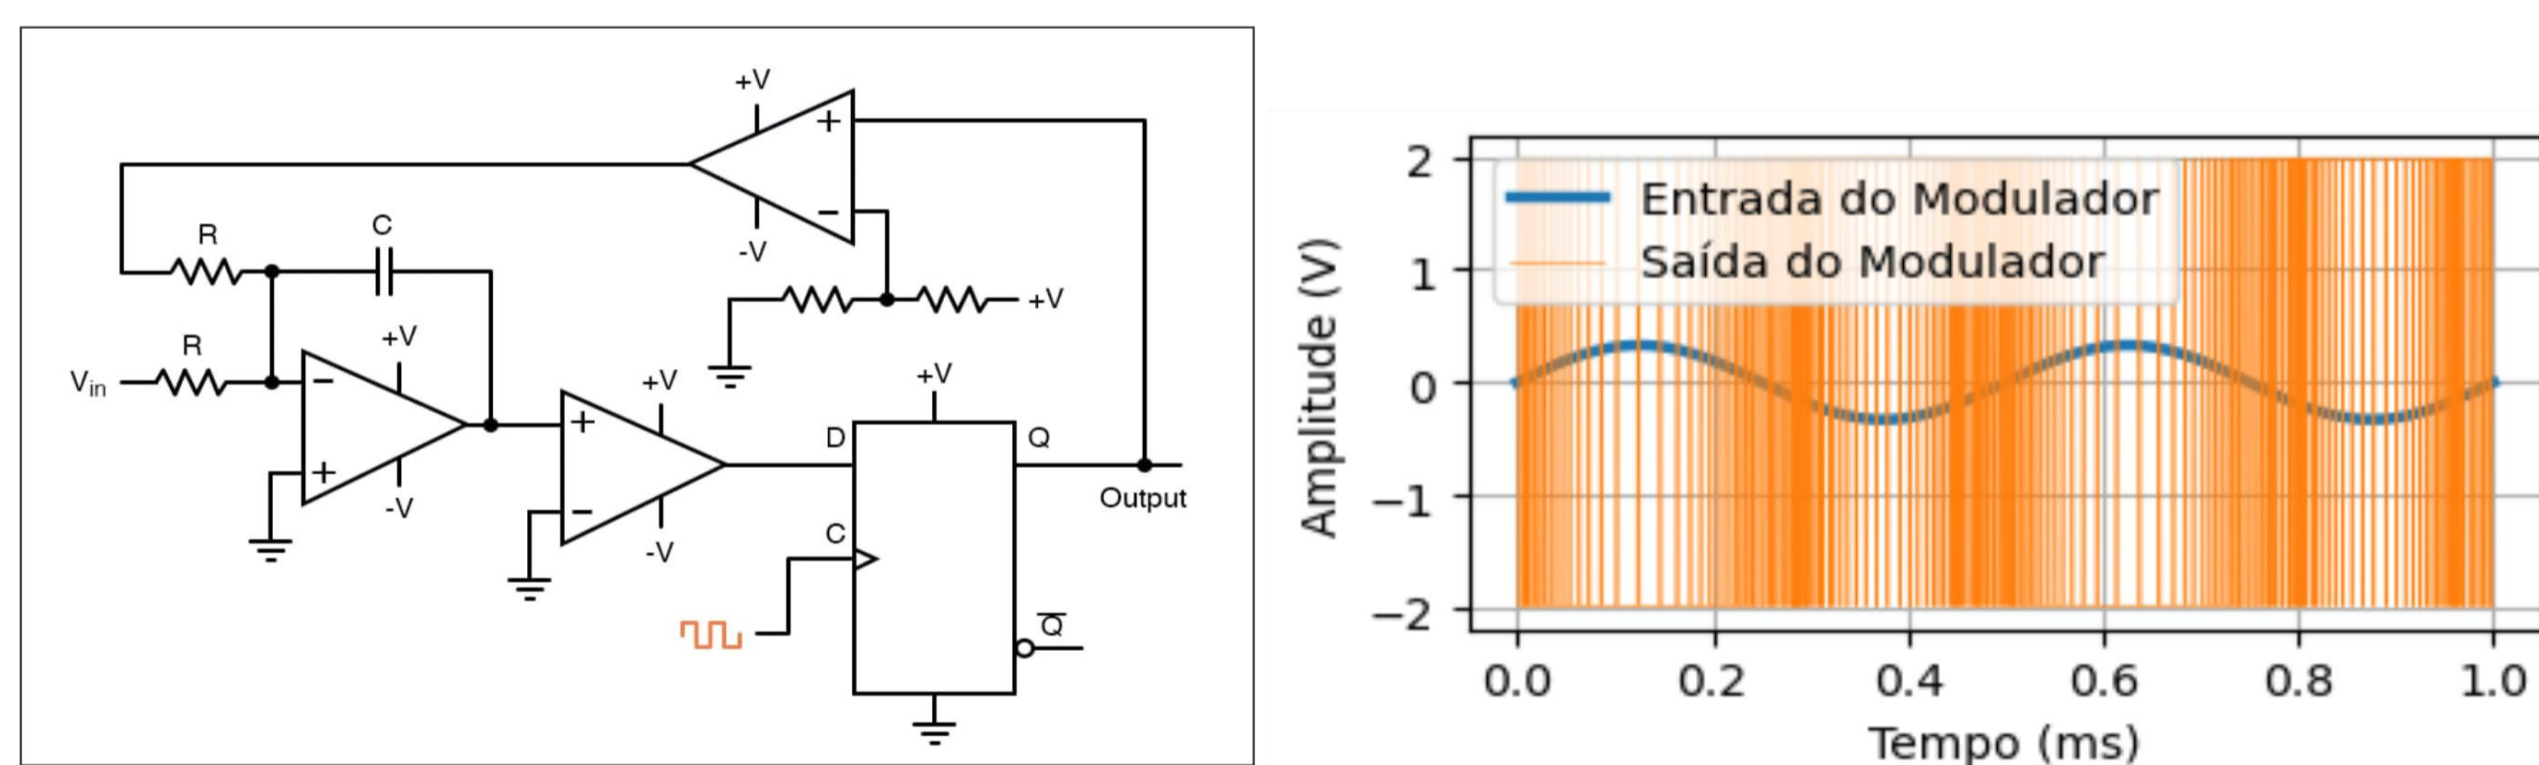 +V
+
−
-V
R
C
+V
R
+V
Vin
−
+
-V
+V
+
−
-V
+V
D
Q
C
Q
Output
2
1
0
−1
−2
Amplitude (V)
Entrada do Modulador
Saída do Modulador
0.0 0.2 0.4 0.6 0.8 1.0
Tempo (ms)